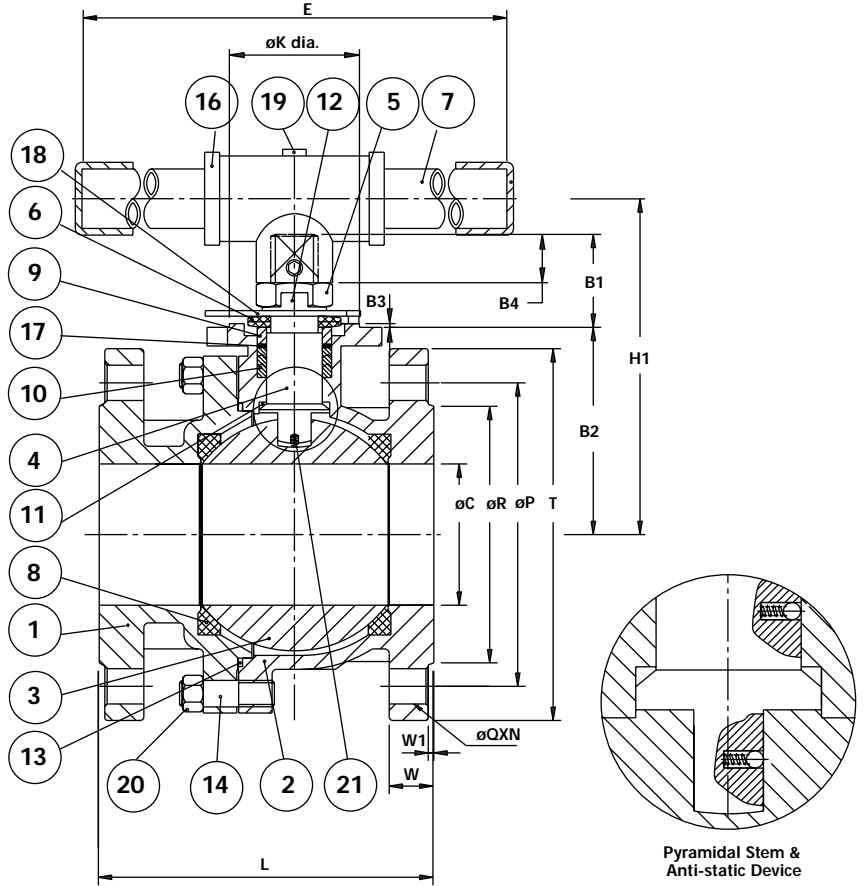 E
øK dia.
16
19
12
5
7
18
6
9
17
10
4
11
8
1
3
13
20
14
2
21
B3
B4
B1
H1
B2
øC
øR
øP
T
øQXN
W1
W
L
Pyramidal Stem &
Anti-static Device